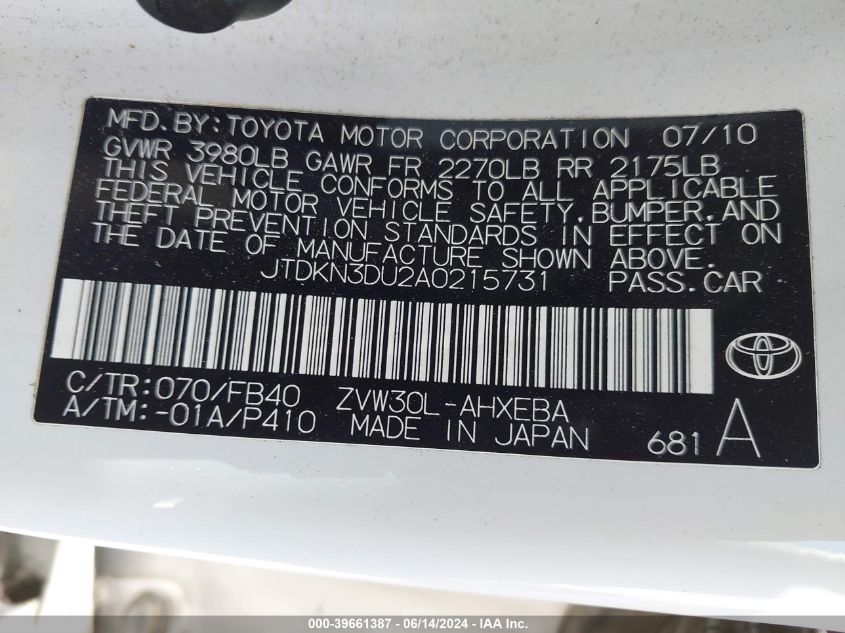 MFD. BY: TOYOTA MOTOR CORPORATION 07/10
GVWR 3980LB GAWR FR 2270LB RR 2175LB
THIS VEHICLE CONFORMS TO ALL APPLICABLE
FEDERAL MOTOR VEHICLE SAFETY, BUMPER, AND
THEFT PREVENTION STANDARDS IN EFFECT ON
THE DATE OF MANUFACTURE SHOWN ABOVE.
JTDKN3DU2A0215731 PASS.CAR
C/TR:070/FB40 ZVW30L-AHXEBA
A/TM:-01A/P410 MADE IN JAPAN 681 A
000-39661387 - 06/14/2024 - IAA Inc.